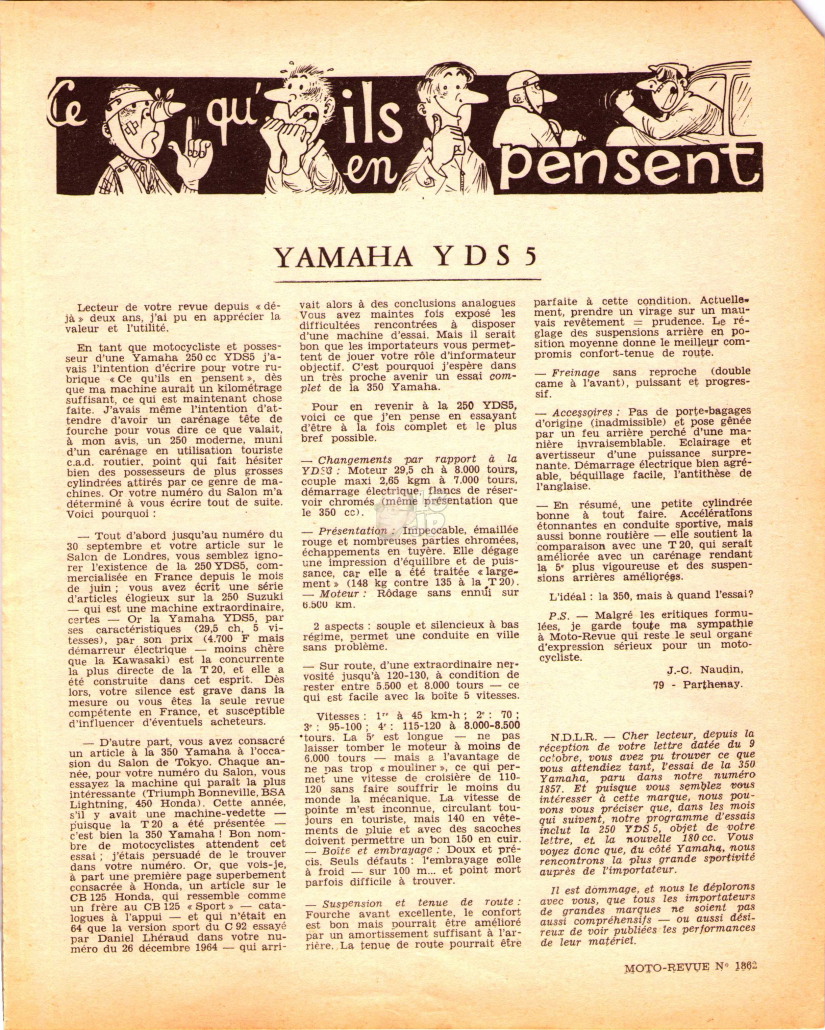 Ce qu'ils en pensent
YAMAHA YDS 5
Lecteur de votre revue depuis « dé-
jà » deux ans, j'ai pu en apprécier la
valeur et l'utilité.
En tant que motocycliste et posses-
seur d'une Yamaha 250 cc YDS5 j'a-
vais l'intention d'écrire pour votre ru-
brique « Ce qu'ils en pensent », dès
que ma machine aurait un kilométrage
suffisant, ce qui est maintenant chose
faite. J'avais même l'intention d'at-
tendre d'avoir un carénage tête de
fourche pour vous dire ce que valait,
à mon avis, un 250 moderne, muni
d'un carénage en utilisation touriste
c.a.d. routier, point qui fait hésiter
bien des possesseurs de plus grosses
cylindrées attirés par ce genre de ma-
chines. Or votre numéro du Salon m'a
déterminé à vous écrire tout de suite.
Voici pourquoi :
— Tout d'abord jusqu'au numéro du
30 septembre et votre article sur le
Salon de Londres, vous sembles igno-
rer l'existence de la 250 YDS5, com-
mercialisée en France depuis le mois
de juin ; vous avez écrit une série
d'articles élogieux sur la 250 Suzuki
— qui est une machine extraordinaire,
certes — Or la Yamaha YDS5, par
ses caractéristiques (29,5 ch, 5 vi-
tesses), par son prix (4.700 F mais
démarreur électrique — moins chère
que la Kawasaki) est la concurrente
la plus directe de la T 20, et elle a
été construite dans cet esprit. Dès
lors, votre silence est grave dans la
mesure ou vous êtes la seule revue
compétente en France, et susceptible
d'influencer d'éventuels acheteurs.
— D'autre part, vous avez consacré
un article à la 350 Yamaha à l'occa-
sion du Salon de Tokyo. Chaque an-
née, pour votre numéro du Salon, vous
essayez la machine qui paraît la plus
intéressante (Triumph Bonneville, BSA
Lightning, 450 Honda). Cette année,
s'il y avait une machine-vedette —
puisque la T 20 a été présentée —
c'est bien la 350 Yamaha ! Bon nom-
bre de motocyclistes attendent cet
essai ; j'étais persuadé de le trouver
dans votre numéro. Or, que vois-je,
à part une première page superbement
consacrée à Honda, un article sur le
CB 125 Honda, qui ressemble comme
un frère au CB 125 « Sport » — cata-
logues à l'appui — et qui n'était en
64 que la version sport du C 92 essayé
par Daniel Lhéraud dans votre nu-
méro du 26 décembre 1964 — qui arri-
vait alors à des conclusions analogues
Vous avez maintes fois exposé les
difficultées rencontrées à disposer
d'une machine d'essai. Mais il serait
bon que les importateurs vous permet-
tent de jouer votre rôle d'informateur
objectif. C'est pourquoi j'espère dans
un très proche avenir un essai com-
plet de la 350 Yamaha.
Pour en revenir à la 250 YDS5,
voici ce que j'en pense en essayant
d'être à la fois complet et le plus
bref possible.
— Changements par rapport à la
YDS3 : Moteur 29,5 ch à 8.000 tours,
couple maxi 2,65 kgm à 7.000 tours,
démarrage électrique, flancs de réser-
voir chromés (même présentation que
le 350 cc).
— Présentation : Impeccable, émaillée
rouge et nombreuses parties chromées,
échappements en tuyère. Elle dégage
une impression d'équilibre et de puis-
sance, car elle a été traitée « large-
ment » (148 kg contre 135 à la T 20).
— Moteur : Rôdage sans ennui sur
6.500 km.
2 aspects : souple et silencieux à bas
régime, permet une conduite en ville
sans problème.
— Sur route, d'une extraordinaire ner-
vosité jusqu'à 120-130, à condition de
rester entre 5.500 et 8.000 tours — ce
qui est facile avec la boîte 5 vitesses.
Vitesses : 1re à 45 km-h ; 2e : 70 ;
3e : 95-100 ; 4e : 115-120 à 8.000-8.500
tours. La 5e est longue — ne pas
laisser tomber le moteur à moins de
6.000 tours — mais a l'avantage de
ne pas trop « mouliner », ce qui per-
met une vitesse de croisière de 110-
120 sans faire souffrir le moins du
monde la mécanique. La vitesse de
pointe m'est inconnue, circulant tou-
jours en touriste, mais 140 en vête-
ments de pluie et avec des sacoches
doivent permettre un bon 150 en cuir.
— Boîte et embrayage : Doux et pré-
cis. Seuls défauts : l'embrayage colle
à froid — sur 100 m... et point mort
parfois difficile à trouver.
— Suspension et tenue de route :
Fourche avant excellente, le confort
est bon mais pourrait être amélioré
par un amortissement suffisant à l'ar-
rière. La tenue de route pourrait être
parfaite à cette condition. Actuelle-
ment, prendre un virage sur un mau-
vais revêtement = prudence. Le ré-
glage des suspensions arrière en po-
sition moyenne donne le meilleur com-
promis confort-tenue de route.
— Freinage sans reproche (double
came à l'avant), puissant et progres-
sif.
— Accessoires : Pas de porte-bagages
d'origine (inadmissible) et pose gênée
par un feu arrière perché d'une ma-
nière invraisemblable. Eclairage et
avertisseur d'une puissance surpre-
nante. Démarrage électrique bien agré-
able, béquillage facile, l'antithèse de
l'anglaise.
— En résumé, une petite cylindrée
bonne à tout faire. Accélérations
étonnantes en conduite sportive, mais
aussi bonne routière — elle soutient la
comparaison avec une T 20, qui serait
améliorée avec un carénage rendant
la 5e plus vigoureuse et des suspen-
sions arrières améliorées.
L'idéal : la 350, mais à quand l'essai?
P.S. — Malgré les critiques formu-
lées, je garde toute ma sympathie
à Moto-Revue qui reste le seul organe
d'expression sérieux pour un moto-
cycliste.
J.-C. Naudin,
79 - Parthenay.
N.D.L.R. — Cher lecteur, depuis la
réception de votre lettre datée du 9
octobre, vous avez pu trouver ce que
vous attendiez tant, l'essai de la 350
Yamaha, paru dans notre numéro
1857. Et puisque vous semblez vous
intéresser à cette marque, nous pou-
vons vous préciser que, dans les mois
qui suivent, notre programme d'essais
inclut la 250 YDS 5, objet de votre
lettre, et la nouvelle 180 cc. Vous
voyez donc que, du côté Yamaha, nous
rencontrons la plus grande sportivité
auprès de l'importateur.
Il est dommage, et nous le déplorons
avec vous, que tous les importateurs
de grandes marques ne soient pas
aussi compréhensifs — ou aussi dési-
reux de voir publiées les performances
de leur matériel.
MOTO-REVUE N° 1862